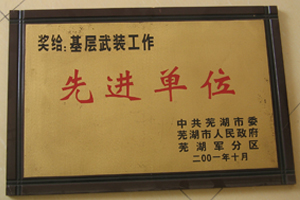 奖给：基层武装工作
先进单位
中共芜湖市委
芜湖市人民政府
芜湖军分区
二00一年十月